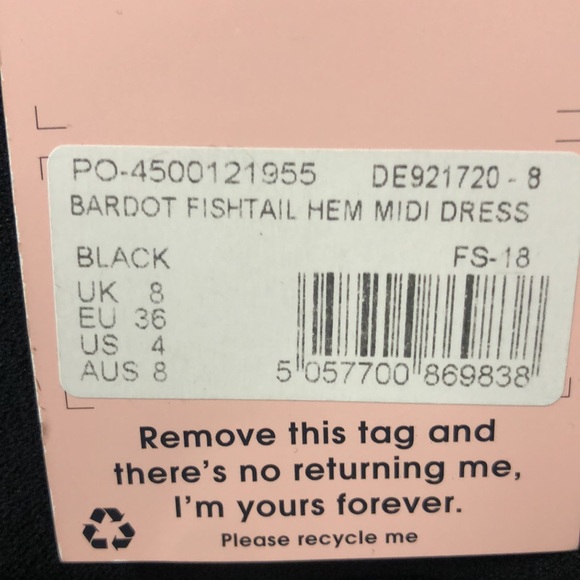 PO-4500121955 DE921720-8
BARDOT FISHTAIL HEM MIDI DRESS
BLACK FS-18
UK 8
EU 36
US 4
AUS 8
5 057700 869838
Remove this tag and
there's no returning me,
I'm yours forever.
Please recycle me